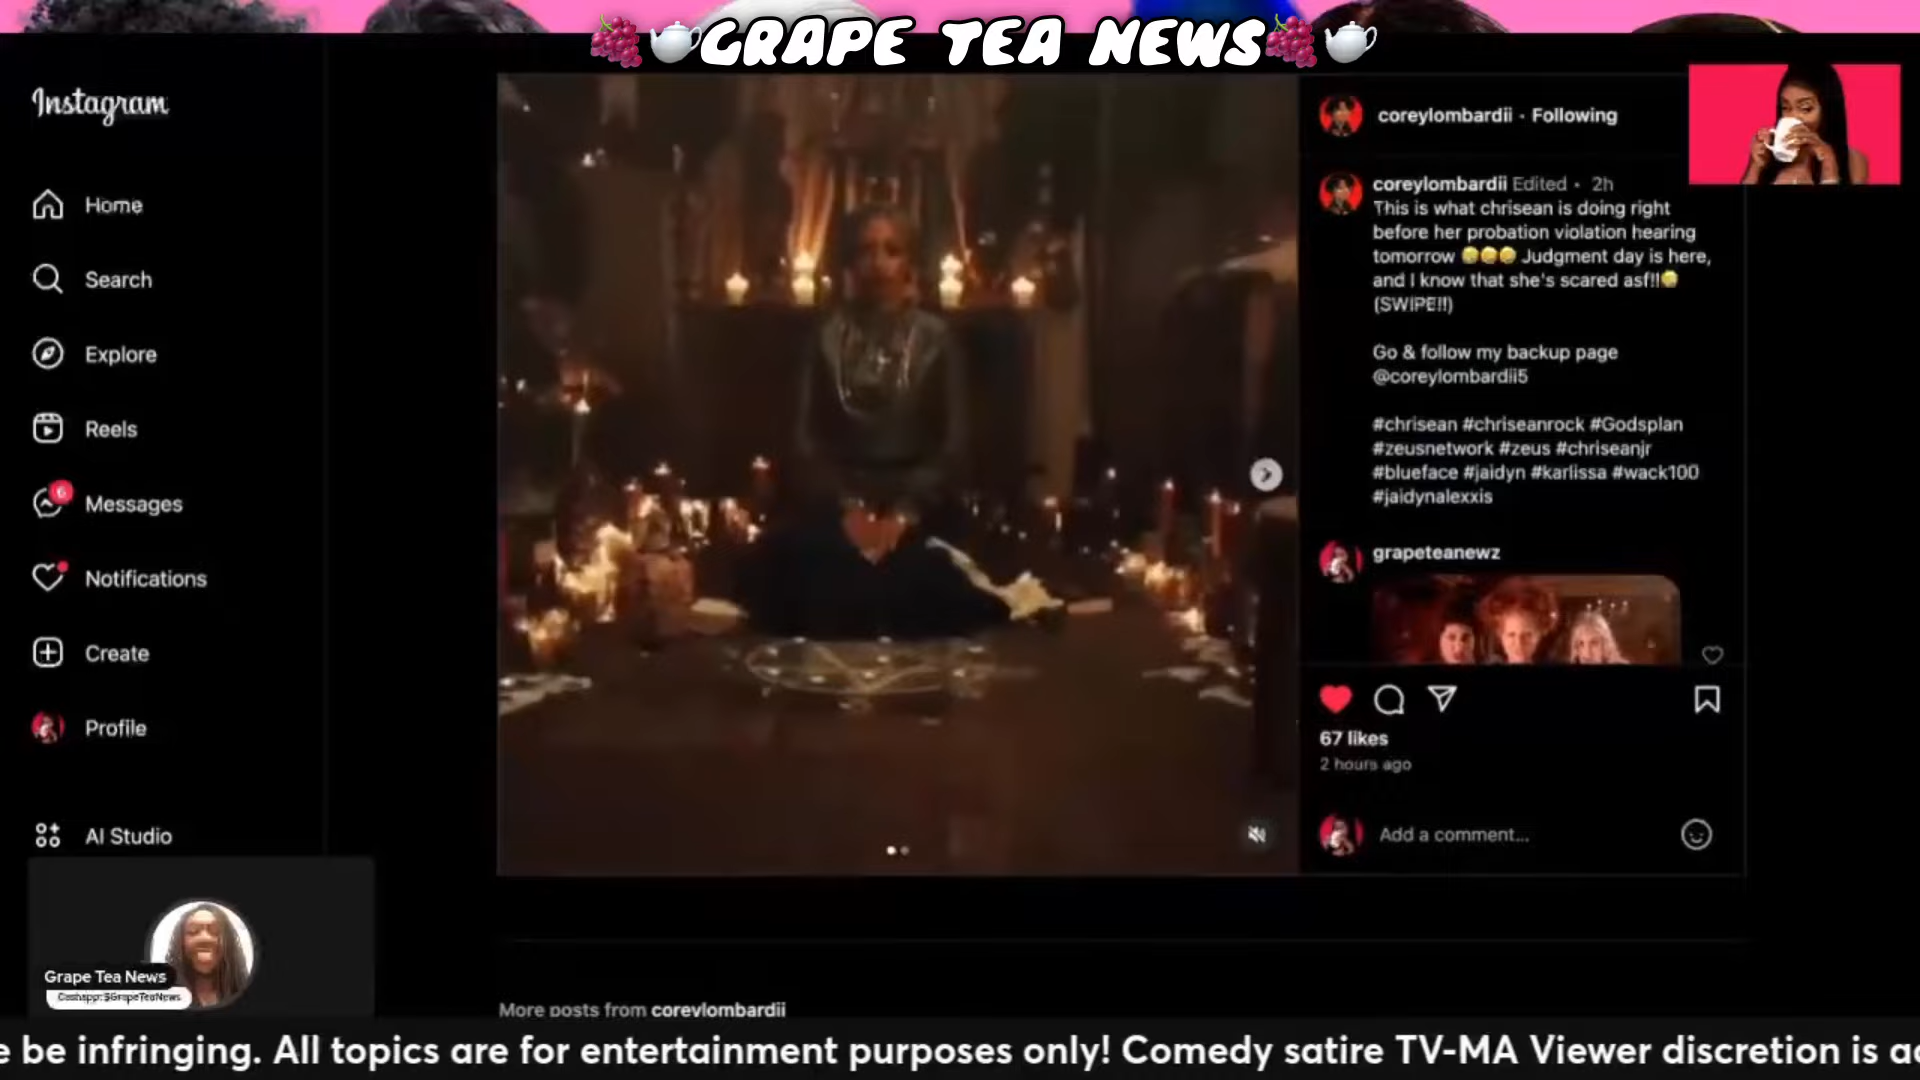 GRAPE TEA NEWS
Instagram
Home
Search
Explore
Reels
6
Messages
Notifications
Create
Profile
AI Studio
coreylombardii • Following
coreylombardii Edited • 2h
This is what chrisean is doing right
before her probation violation hearing
tomorrow 🤣🤣🤣 Judgment day is here,
and I know that she's scared asf!!🤣
(SWIPE!!)
Go & follow my backup page
@coreylombardii5
#chrisean #chriseanrock #Godsplan
#zeusnetwork #zeus #chriseanjr
#blueface #jaidyn #karlissa #wack100
#jaidynalexxis
grapeteanewz
67 likes
2 hours ago
Add a comment...
Grape Tea News
Cashapp:$GrapeTeaNews
More posts from coreylombardii
e be infringing. All topics are for entertainment purposes only! Comedy satire TV-MA Viewer discretion is a